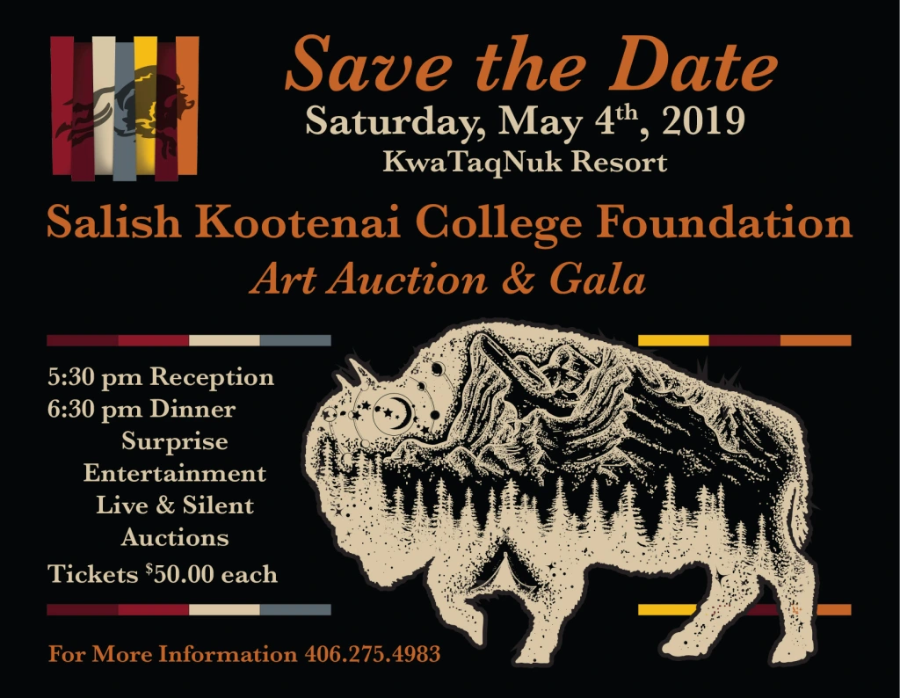 Save the Date
Saturday, May 4th, 2019
KwaTaqNuk Resort
Salish Kootenai College Foundation
Art Auction & Gala
5:30 pm Reception
6:30 pm Dinner
Surprise
Entertainment
Live & Silent
Auctions
Tickets $50.00 each
For More Information 406.275.4983